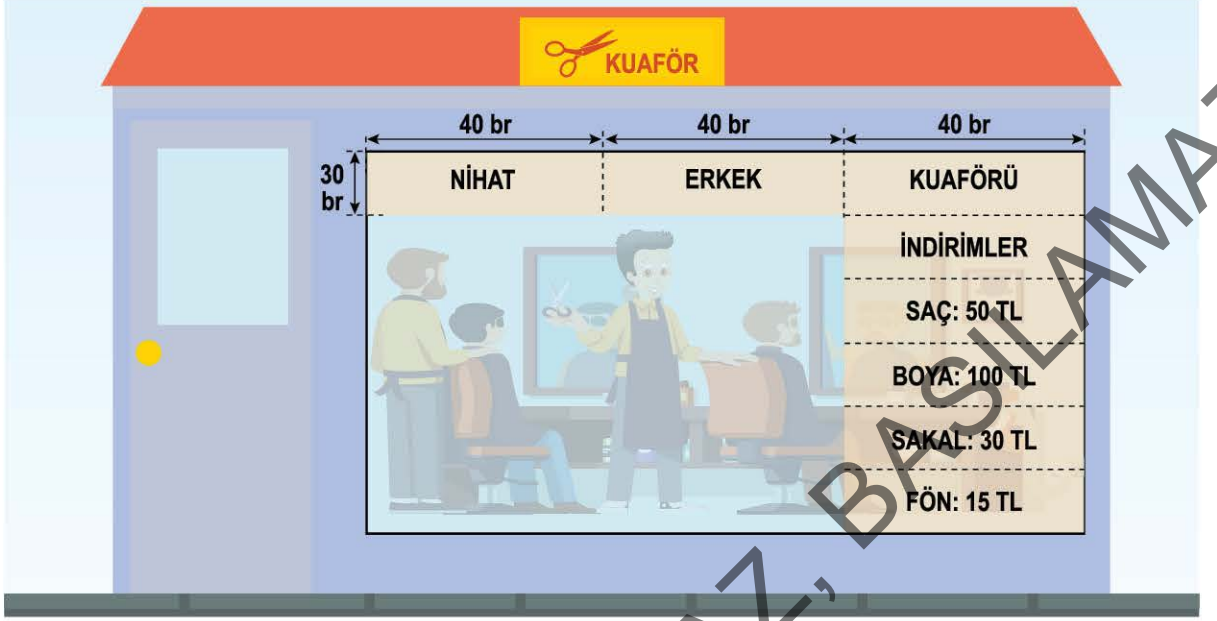 KUAFÖR
40 br 40 br 40 br
30 br
NİHAT ERKEK KUAFÖRÜ
İNDİRİMLER
SAÇ: 50 TL
BOYA: 100 TL
SAKAL: 30 TL
FÖN: 15 TL